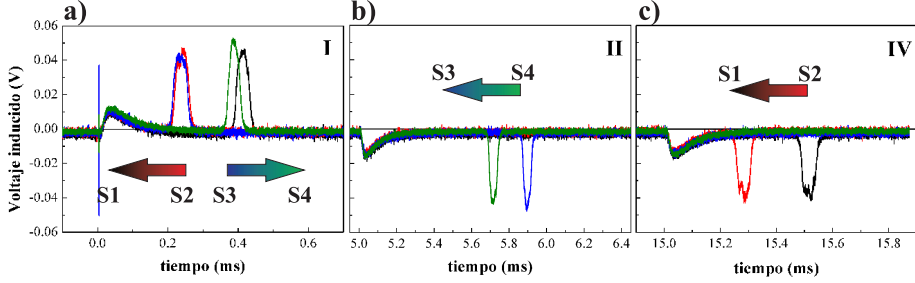 a)
b)
c)
I
II
IV
S3
S4
S1
S2
S1
S2
S3
S4
0.06
0.04
0.02
0.00
-0.02
-0.04
-0.06
Voltaje inducido (V)
0.0 0.2 0.4 0.6
5.0 5.2 5.4 5.6 5.8 6.0 6.2 6.4
15.0 15.2 15.4 15.6 15.8
tiempo (ms)
tiempo (ms)
tiempo (ms)